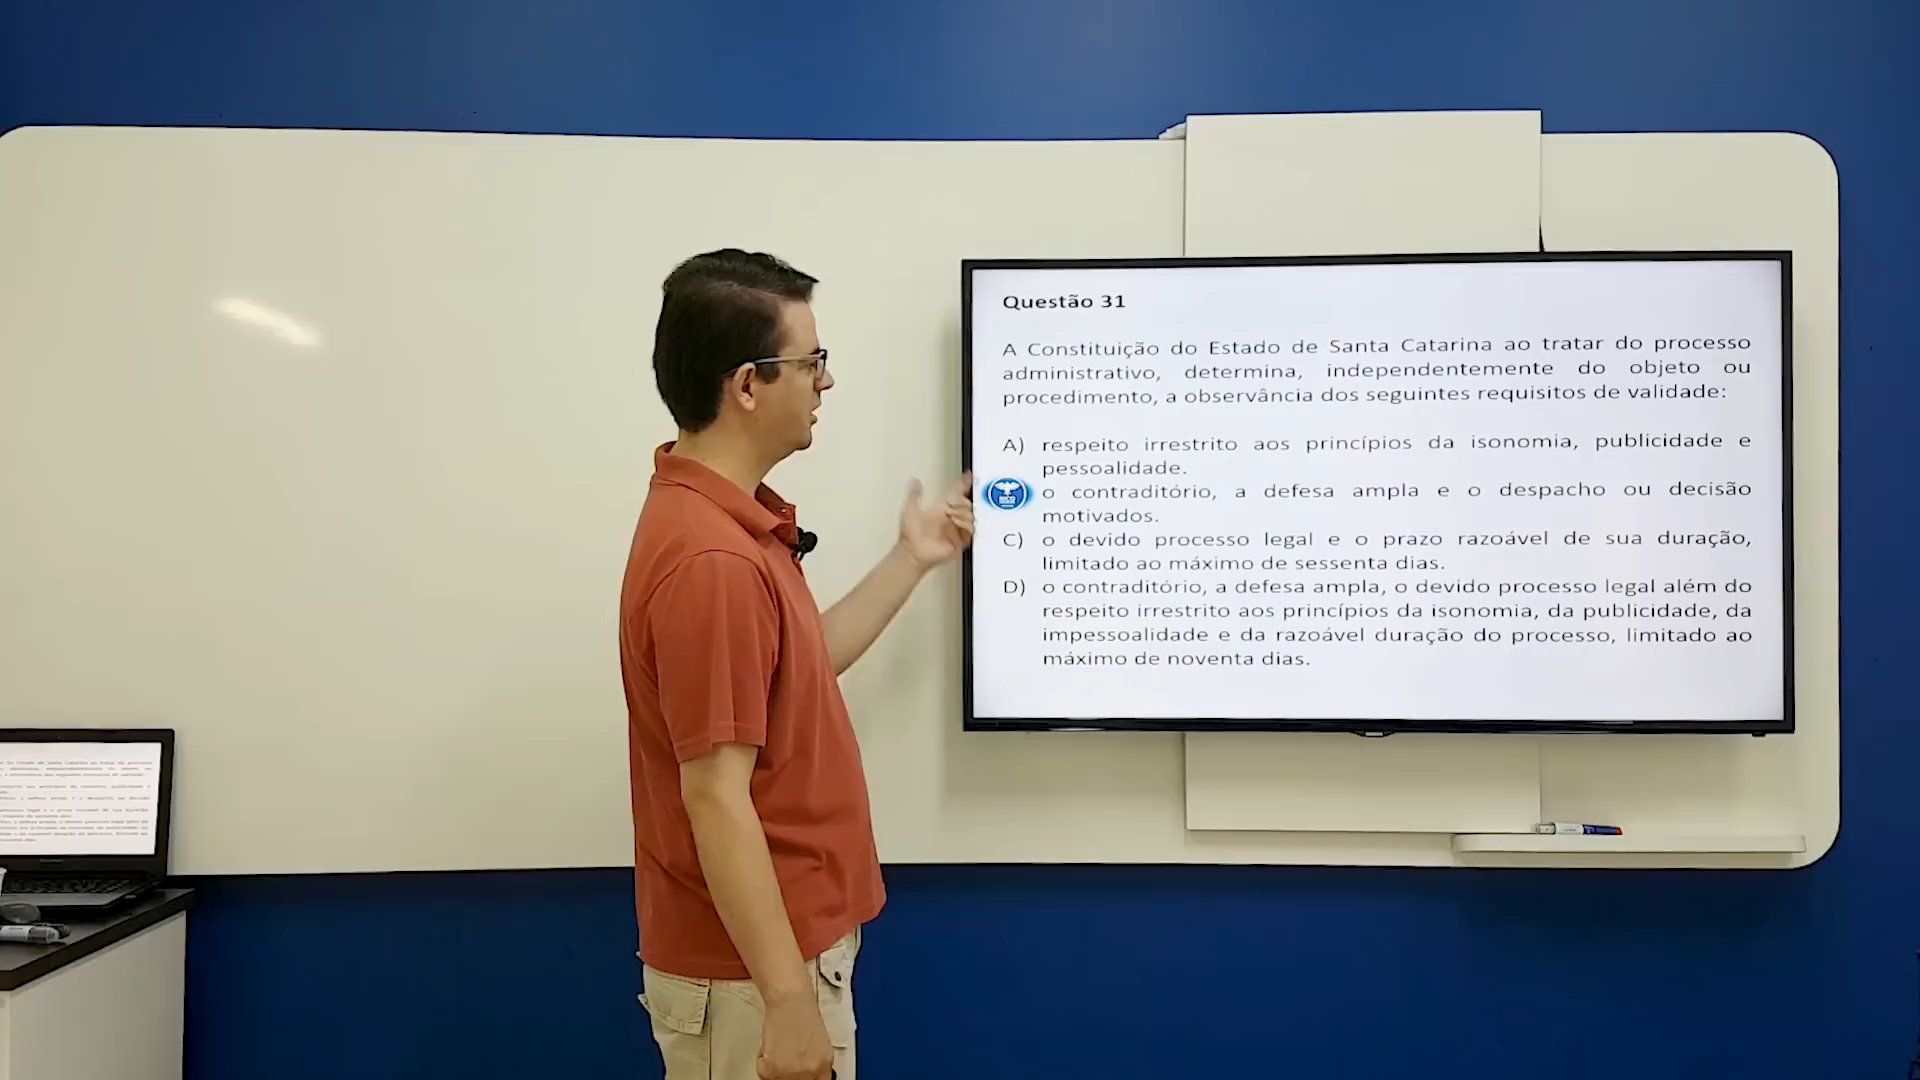 Questão 31
A Constituição do Estado de Santa Catarina ao tratar do processo
administrativo, determina, independentemente do objeto ou
procedimento, a observância dos seguintes requisitos de validade:
A) respeito irrestrito aos princípios da isonomia, publicidade e
pessoalidade.
o contraditório, a defesa ampla e o despacho ou decisão
motivados.
C) o devido processo legal e o prazo razoável de sua duração,
limitado ao máximo de sessenta dias.
D) o contraditório, a defesa ampla, o devido processo legal além do
respeito irrestrito aos princípios da isonomia, da publicidade, da
impessoalidade e da razoável duração do processo, limitado ao
máximo de noventa dias.